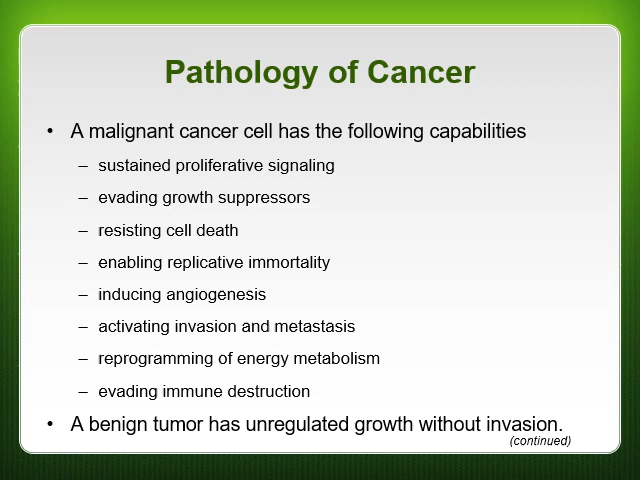 Pathology of Cancer
• A malignant cancer cell has the following capabilities
– sustained proliferative signaling
– evading growth suppressors
– resisting cell death
– enabling replicative immortality
– inducing angiogenesis
– activating invasion and metastasis
– reprogramming of energy metabolism
– evading immune destruction
• A benign tumor has unregulated growth without invasion.
(continued)